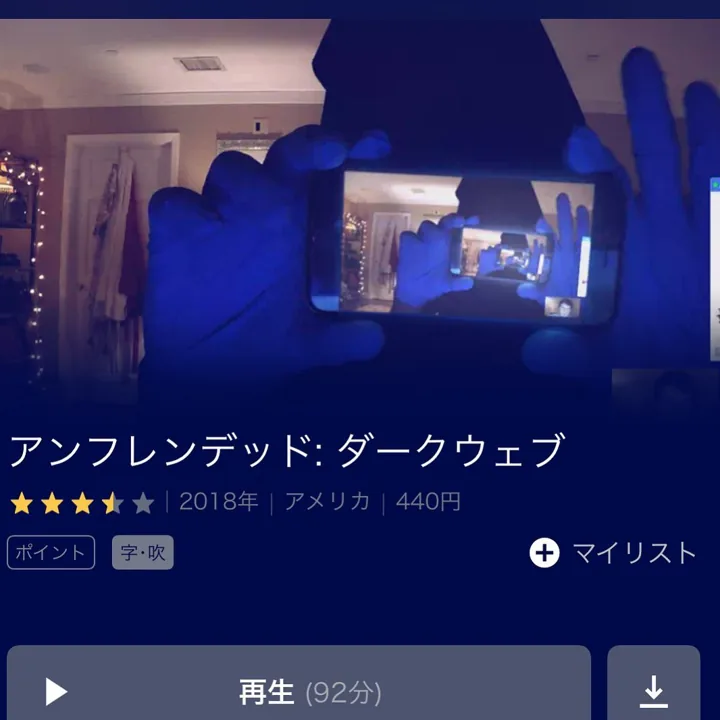 アンフレンデッド: ダークウェブ
2018年 | アメリカ | 440円
ポイント 字・吹 マイリスト
再生 (92分)